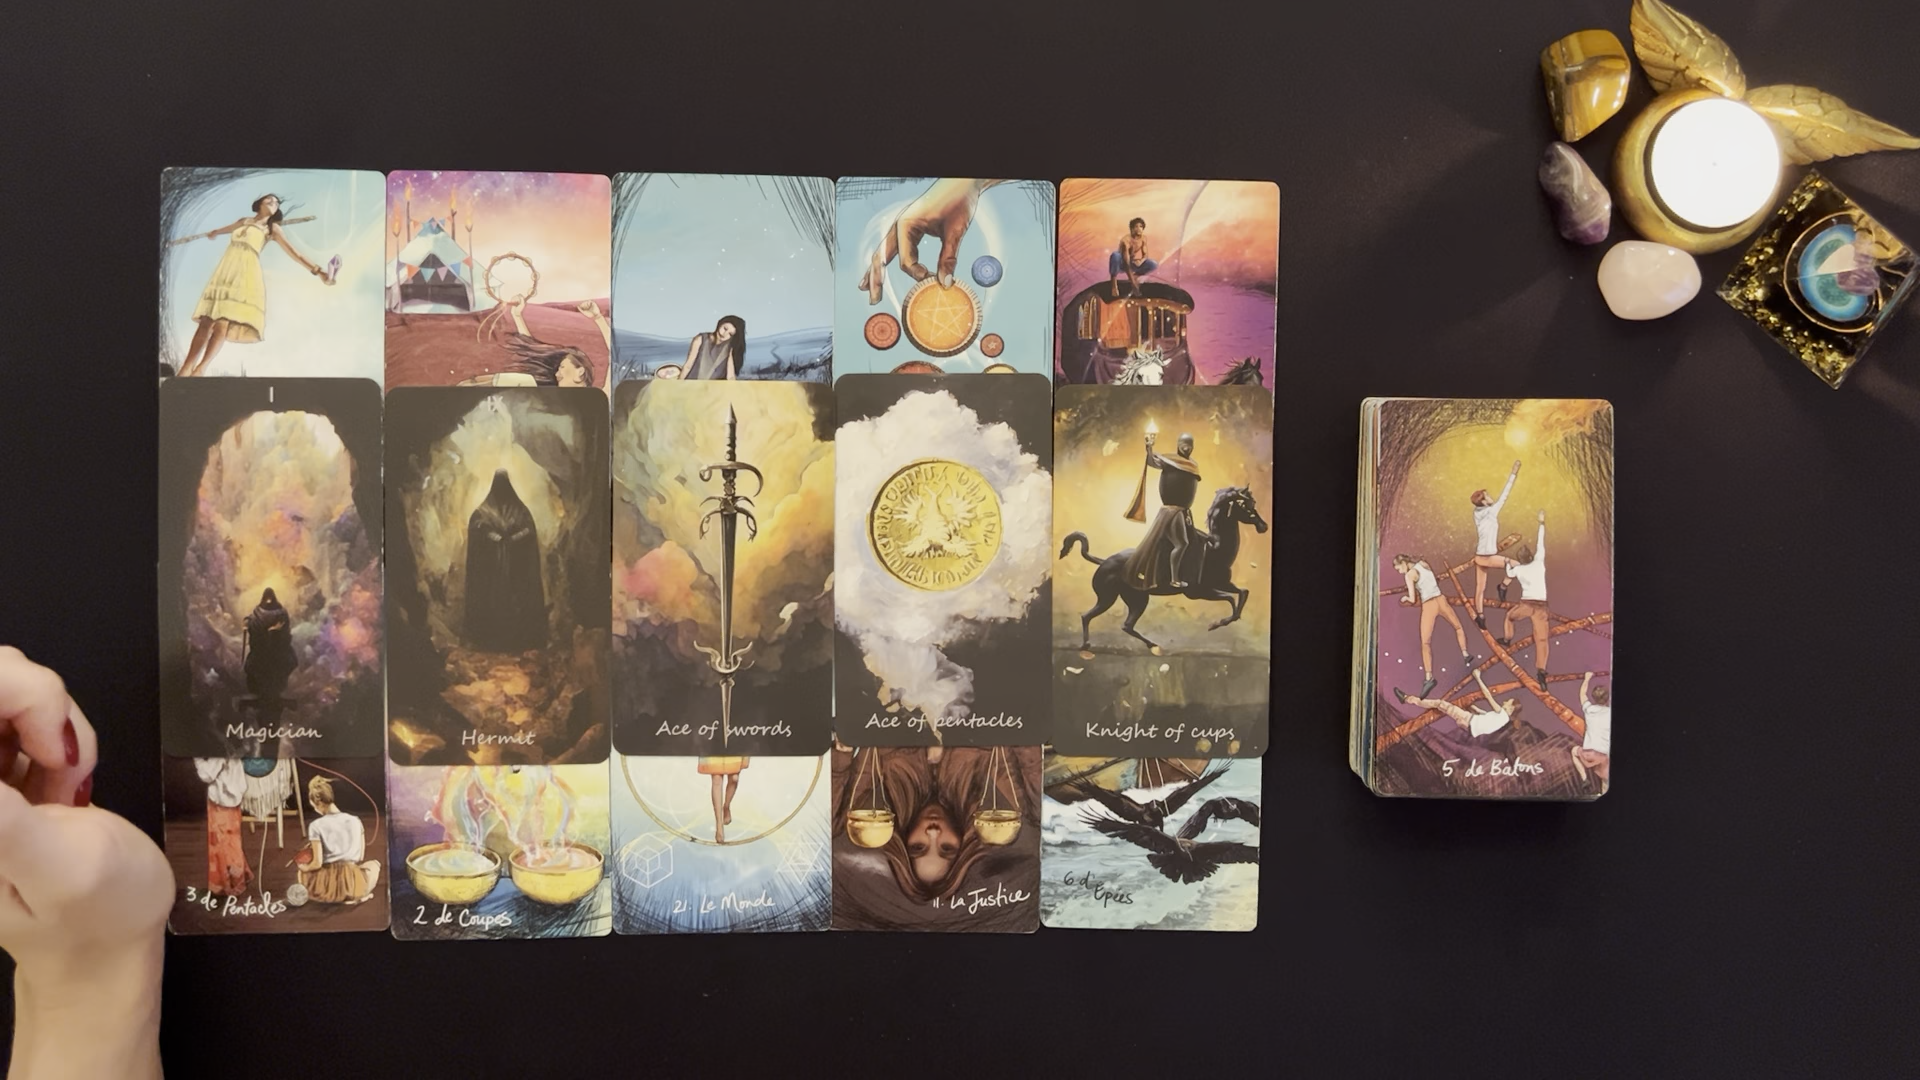 I
IX
Magician
Hermit
Ace of swords
Ace of pentacles
Knight of cups
5 de Bâtons
3 de Pentacles
2 de Coupes
21. Le Monde
11. La Justice
6 d'Épées